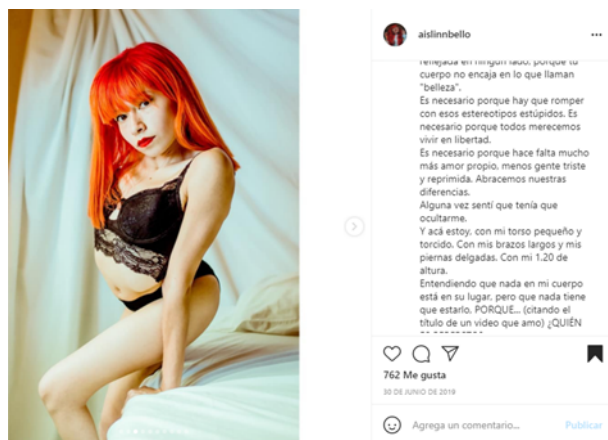 aislinnbello
reflejada en ningún lado, porque tu
cuerpo no encaja en lo que llaman
"belleza".
Es necesario porque hay que romper
con esos estereotipos estúpidos. Es
necesario porque todos merecemos
vivir en libertad.
Es necesario porque hace falta mucho
más amor propio, menos gente triste
y reprimida. Abracemos nuestras
diferencias.
Alguna vez sentí que tenía que
ocultarme.
Y acá estoy, con mi torso pequeño y
torcido. Con mis brazos largos y mis
piernas delgadas. Con mi 1.20 de
altura.
Entendiendo que nada en mi cuerpo
está en su lugar, pero que nada tiene
que estarlo. PORQUE... (citando el
título de un video que amo) ¿QUIÉN
762 Me gusta
30 DE JUNIO DE 2019
Agrega un comentario... Publicar